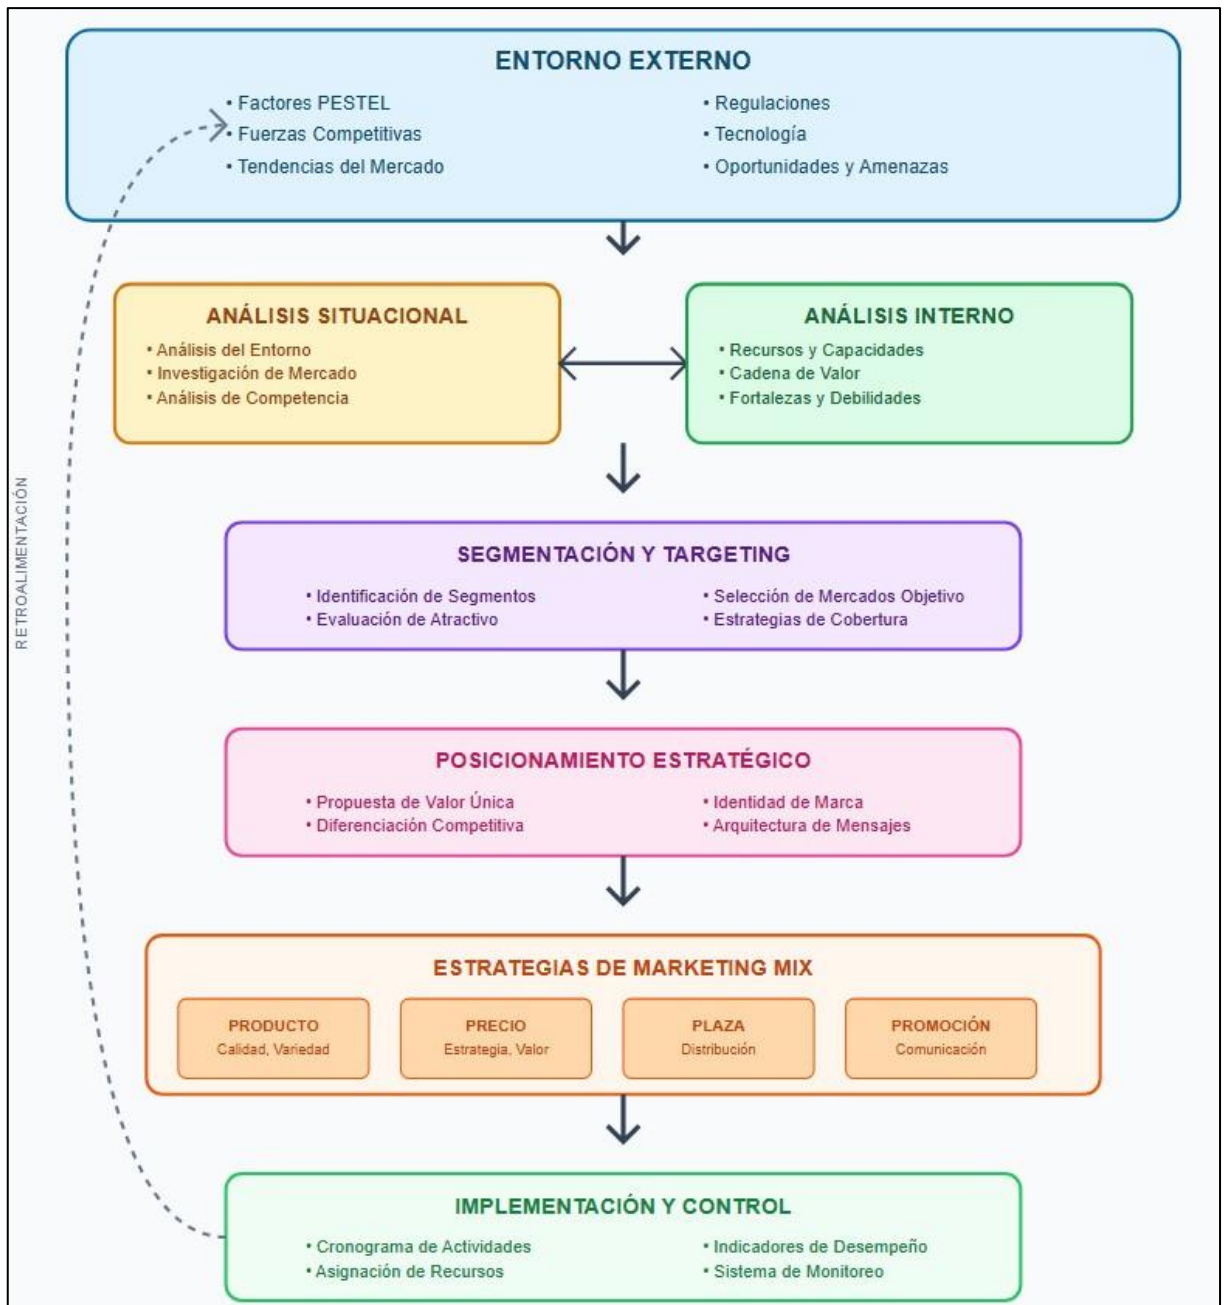 ENTORNO EXTERNO
• Factores PESTEL
• Fuerzas Competitivas
• Tendencias del Mercado
• Regulaciones
• Tecnología
• Oportunidades y Amenazas
ANÁLISIS SITUACIONAL
• Análisis del Entorno
• Investigación de Mercado
• Análisis de Competencia
ANÁLISIS INTERNO
• Recursos y Capacidades
• Cadena de Valor
• Fortalezas y Debilidades
RETROALIMENTACIÓN
SEGMENTACIÓN Y TARGETING
• Identificación de Segmentos
• Evaluación de Atractivo
• Selección de Mercados Objetivo
• Estrategias de Cobertura
POSICIONAMIENTO ESTRATÉGICO
• Propuesta de Valor Única
• Diferenciación Competitiva
• Identidad de Marca
• Arquitectura de Mensajes
ESTRATEGIAS DE MARKETING MIX
PRODUCTO
Calidad, Variedad
PRECIO
Estrategia, Valor
PLAZA
Distribución
PROMOCIÓN
Comunicación
IMPLEMENTACIÓN Y CONTROL
• Cronograma de Actividades
• Asignación de Recursos
• Indicadores de Desempeño
• Sistema de Monitoreo